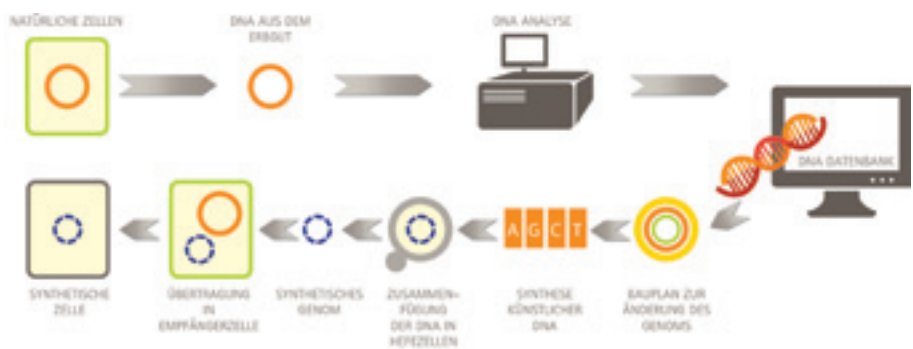 NATÜRLICHE ZELLEN
DNA AUS DEM
ERBGUT
DNA ANALYSE
DNA DATENBANK
SYNTHETISCHE
ZELLE
ÜBERTRAGUNG
IN
EMPFÄNGERZELLE
SYNTHETISCHES
GENOM
ZUSAMMEN-
FÜGUNG
DER DNA IN
HEFEZELLEN
A G C T
SYNTHESE
KÜNSTLICHER
DNA
BAUPLAN ZUR
ÄNDERUNG DES
GENOMS